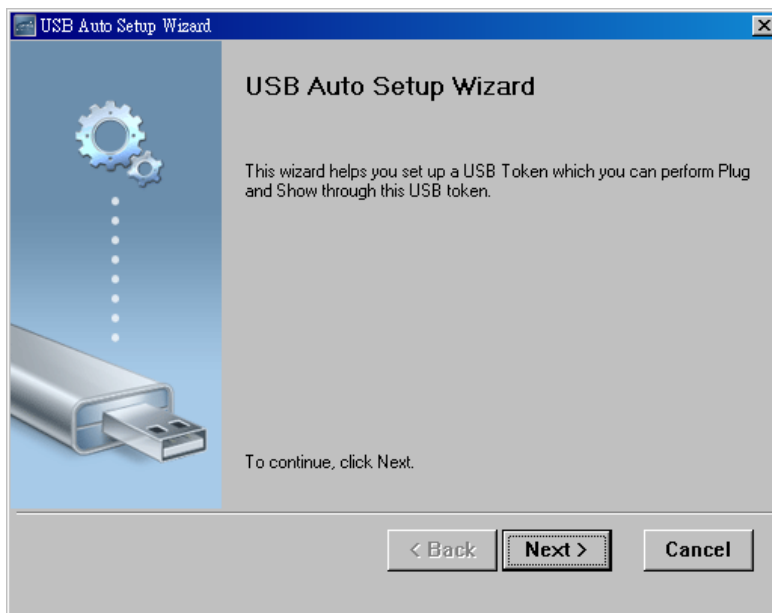 USB Auto Setup Wizard
USB Auto Setup Wizard
This wizard helps you set up a USB Token which you can perform Plug
and Show through this USB token.
To continue, click Next.
< Back
Next >
Cancel